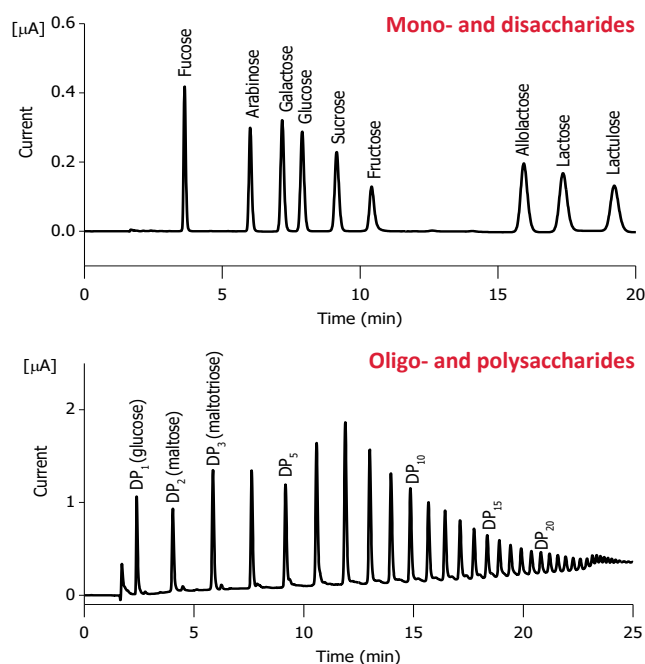 [µA]
Mono- and disaccharides
0.6
0.4
0.2
0.0
Current
Fucose
Arabinose
Galactose
Glucose
Sucrose
Fructose
Allolactose
Lactose
Lactulose
0 5 10 15 20
Time (min)
[µA]
Oligo- and polysaccharides
2
1
0
Current
DP₁ (glucose)
DP₂ (maltose)
DP₃ (maltotriose)
DP₅
DP₁₀
DP₁₅
DP₂₀
0 5 10 15 20 25
Time (min)